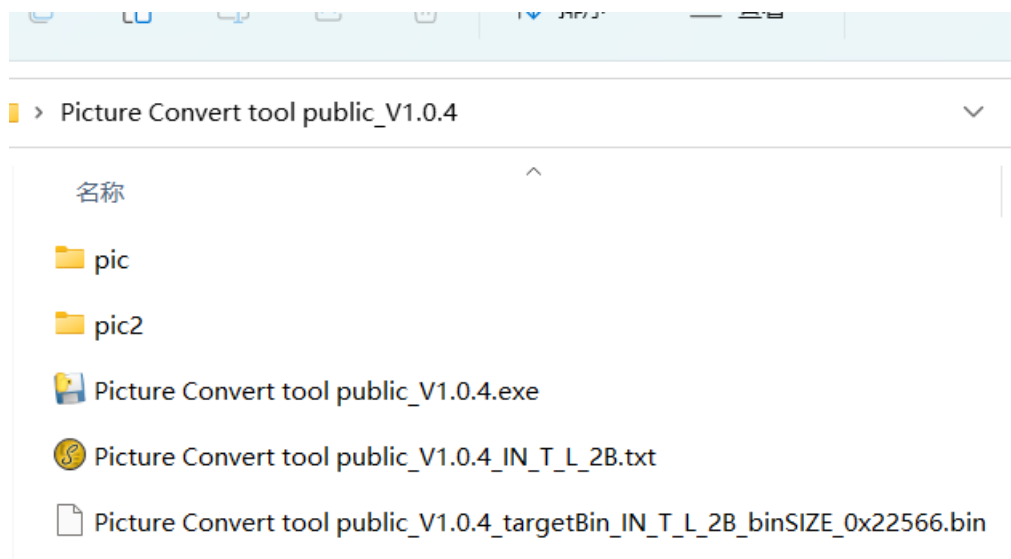 Picture Convert tool public_V1.0.4
名称
pic
pic2
Picture Convert tool public_V1.0.4.exe
Picture Convert tool public_V1.0.4_IN_T_L_2B.txt
Picture Convert tool public_V1.0.4_targetBin_IN_T_L_2B_binSIZE_0x22566.bin